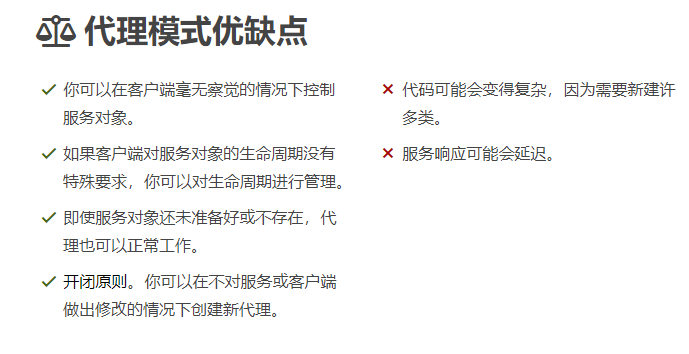 代理模式优缺点
你可以在客户端毫无察觉的情况下控制
服务对象。
如果客户端对服务对象的生命周期没有
特殊要求，你可以对生命周期进行管理。
即使服务对象还未准备好或不存在，代
理也可以正常工作。
开闭原则。你可以在不对服务或客户端
做出修改的情况下创建新代理。
代码可能会变得复杂，因为需要新建许
多类。
服务响应可能会延迟。